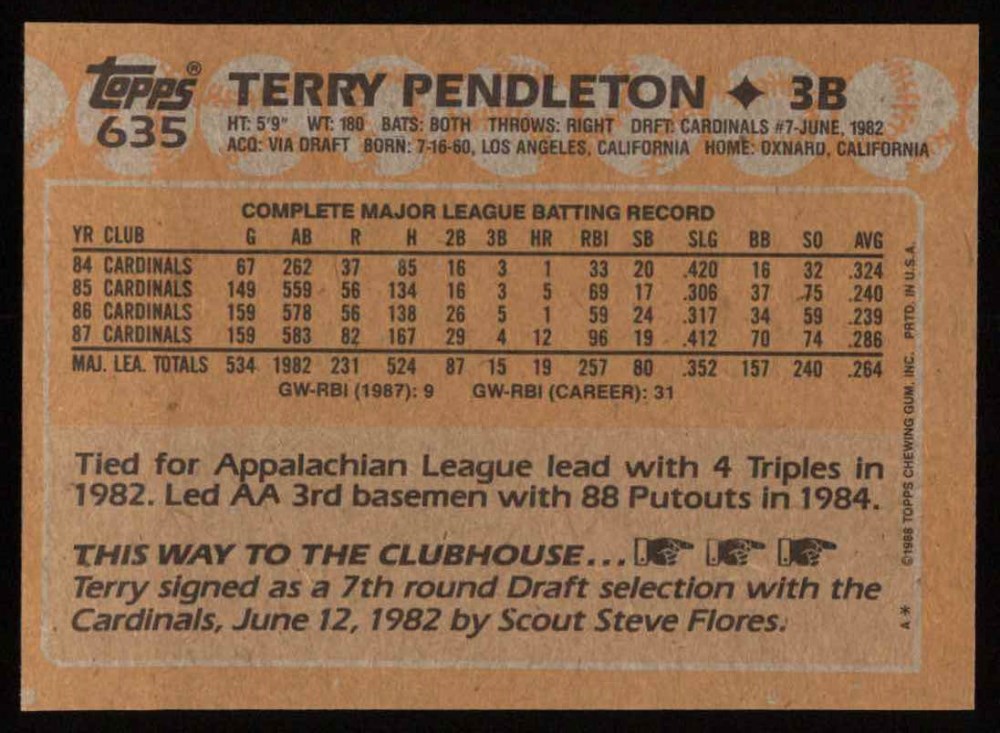 Topps® TERRY PENDLETON ✦ 3B
635
HT: 5'9" WT: 180 BATS: BOTH THROWS: RIGHT DRFT: CARDINALS #7-JUNE, 1982
ACQ: VIA DRAFT BORN: 7-16-60, LOS ANGELES, CALIFORNIA HOME: OXNARD, CALIFORNIA
COMPLETE MAJOR LEAGUE BATTING RECORD
YR CLUB G AB R H 2B 3B HR RBI SB SLG BB SO AVG
84 CARDINALS 67 262 37 85 16 3 1 33 20 .420 16 32 .324
85 CARDINALS 149 559 56 134 16 3 5 69 17 .306 37 75 .240
86 CARDINALS 159 578 56 138 26 5 1 59 24 .317 34 59 .239
87 CARDINALS 159 583 82 167 29 4 12 96 19 .412 70 74 .286
MAJ. LEA. TOTALS 534 1982 231 524 87 15 19 257 80 .352 157 240 .264
GW-RBI (1987): 9 GW-RBI (CAREER): 31
Tied for Appalachian League lead with 4 Triples in
1982. Led AA 3rd basemen with 88 Putouts in 1984.
THIS WAY TO THE CLUBHOUSE...
Terry signed as a 7th round Draft selection with the
Cardinals, June 12, 1982 by Scout Steve Flores.
A* ©1988 TOPPS CHEWING GUM, INC. PRTD. IN U.S.A.